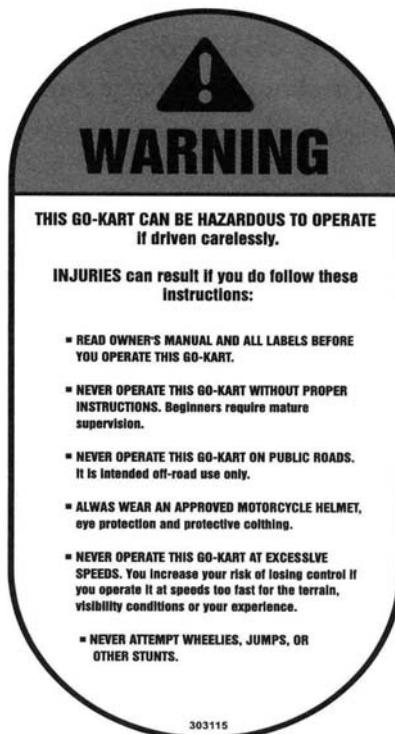 WARNING
THIS GO-KART CAN BE HAZARDOUS TO OPERATE
if driven carelessly.
INJURIES can result if you do follow these
instructions:
▪ READ OWNER'S MANUAL AND ALL LABELS BEFORE
YOU OPERATE THIS GO-KART.
▪ NEVER OPERATE THIS GO-KART WITHOUT PROPER
INSTRUCTIONS. Beginners require mature
supervision.
▪ NEVER OPERATE THIS GO-KART ON PUBLIC ROADS.
It is intended off-road use only.
▪ ALWAS WEAR AN APPROVED MOTORCYCLE HELMET,
eye protection and protective colthing.
▪ NEVER OPERATE THIS GO-KART AT EXCESSLVE
SPEEDS. You increase your risk of losing control if
you operate it at speeds too fast for the terrain,
visibility conditions or your experience.
▪ NEVER ATTEMPT WHEELIES, JUMPS, OR
OTHER STUNTS.
303115